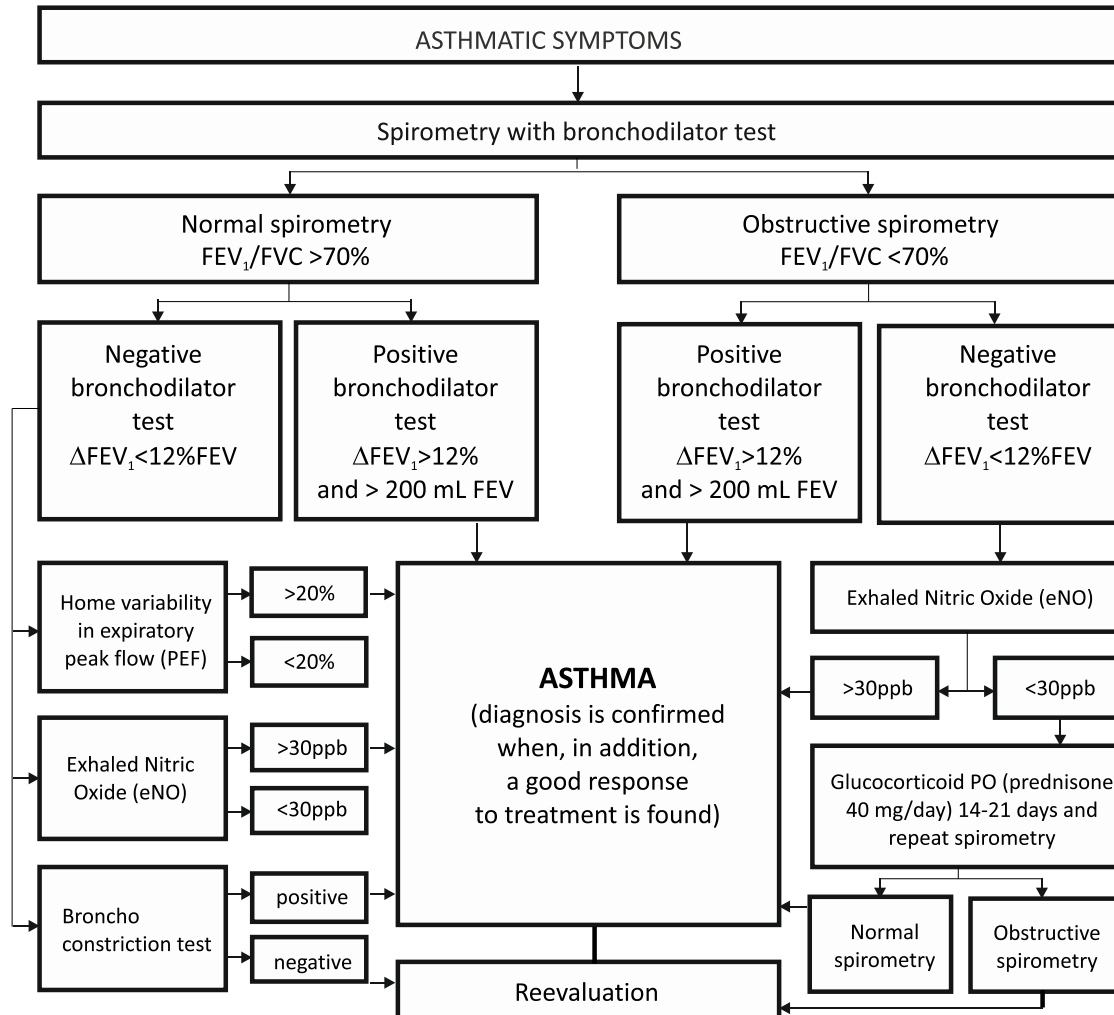 ASTHMATIC SYMPTOMS
Spirometry with bronchodilator test
Normal spirometry
FEV₁/FVC >70%
Obstructive spirometry
FEV₁/FVC <70%
Negative
bronchodilator
test
ΔFEV₁<12%FEV
Positive
bronchodilator
test
ΔFEV₁>12%
and > 200 mL FEV
Positive
bronchodilator
test
ΔFEV₁>12%
and > 200 mL FEV
Negative
bronchodilator
test
ΔFEV₁<12%FEV
Home variability
in expiratory
peak flow (PEF)
>20%
<20%
Exhaled Nitric
Oxide (eNO)
>30ppb
<30ppb
Broncho
constriction test
positive
negative
ASTHMA
(diagnosis is confirmed
when, in addition,
a good response
to treatment is found)
Reevaluation
Exhaled Nitric Oxide (eNO)
>30ppb
<30ppb
Glucocorticoid PO (prednisone
40 mg/day) 14-21 days and
repeat spirometry
Normal
spirometry
Obstructive
spirometry